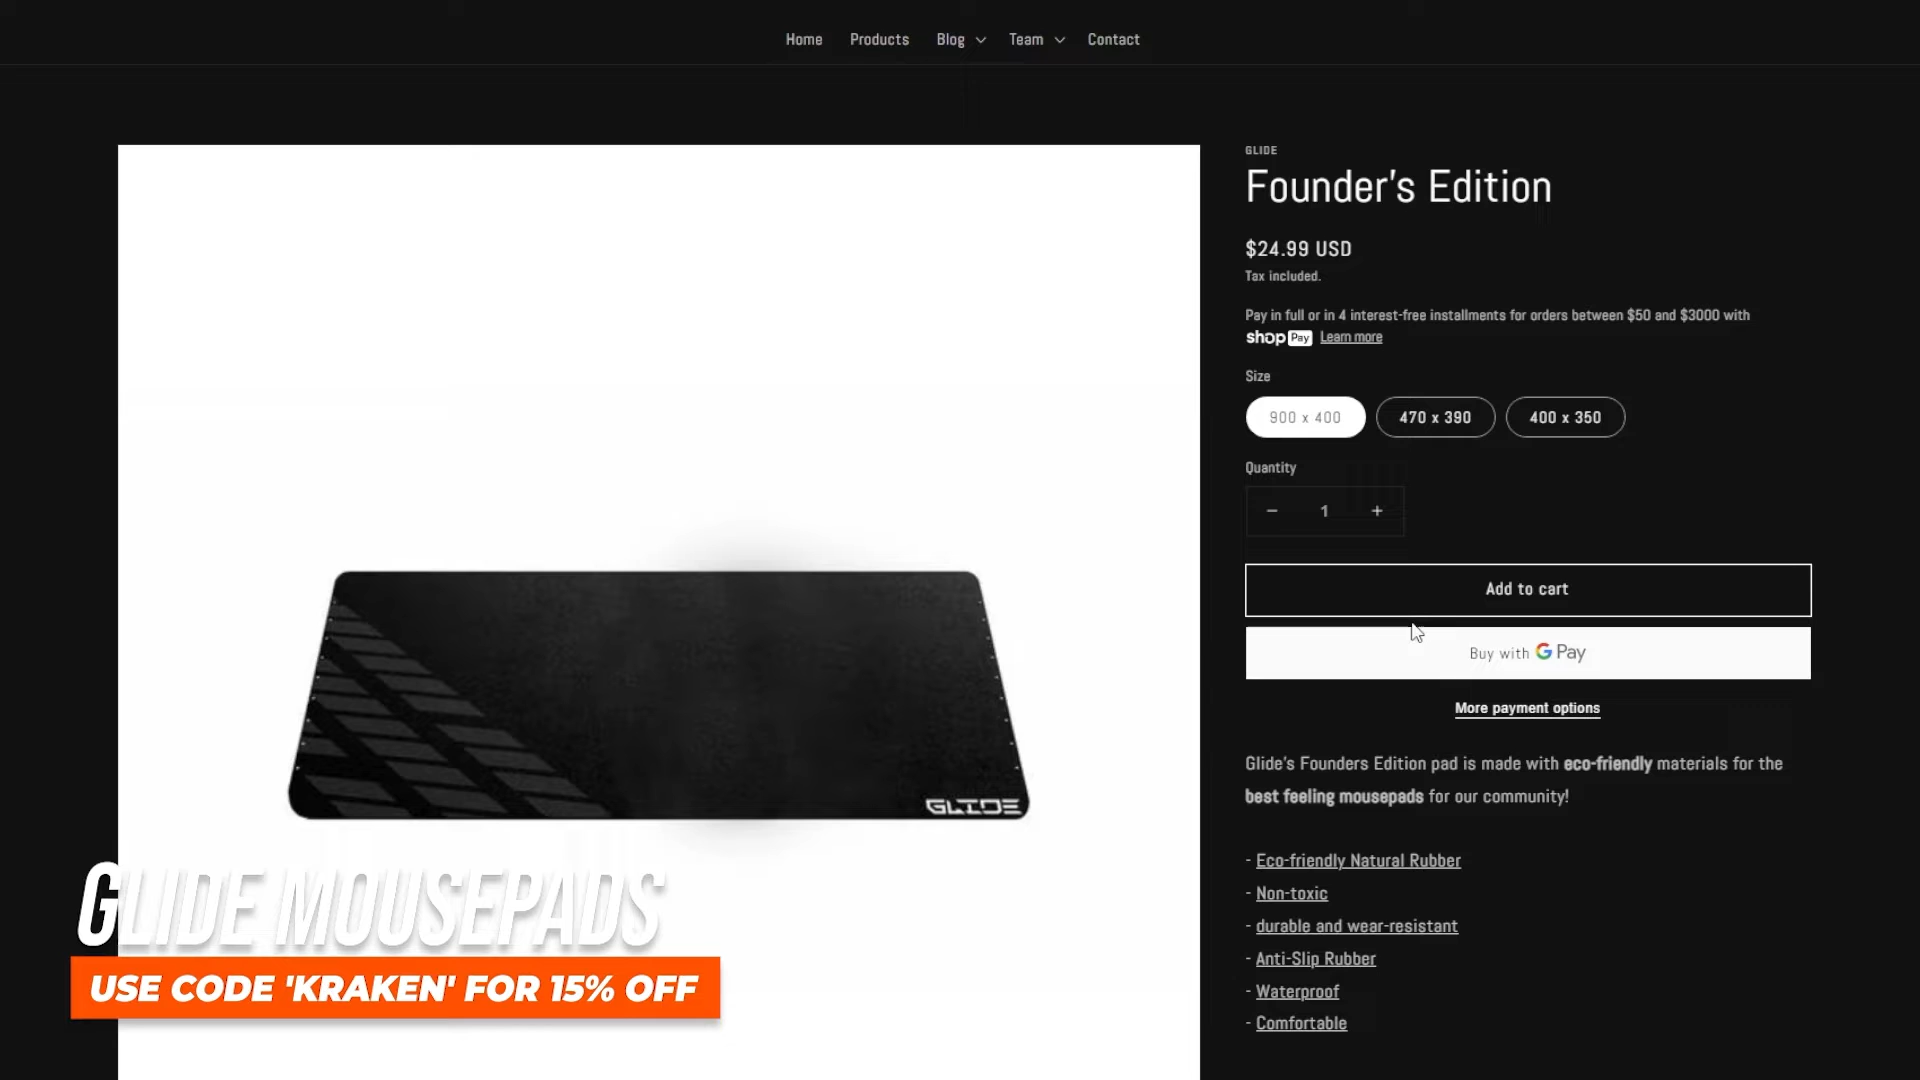 Home Products Blog Team Contact
GLIDE
Founder's Edition
$24.99 USD
Tax included.
Pay in full or in 4 interest-free installments for orders between $50 and $3000 with
shop Pay Learn more
Size
900 x 400 470 x 390 400 x 350
Quantity
− 1 +
Add to cart
Buy with G Pay
More payment options
Glide's Founders Edition pad is made with eco-friendly materials for the
best feeling mousepads for our community!
- Eco-friendly Natural Rubber
- Non-toxic
- durable and wear-resistant
- Anti-Slip Rubber
- Waterproof
- Comfortable
GLIDE
GLIDE MOUSEPADS
USE CODE 'KRAKEN' FOR 15% OFF